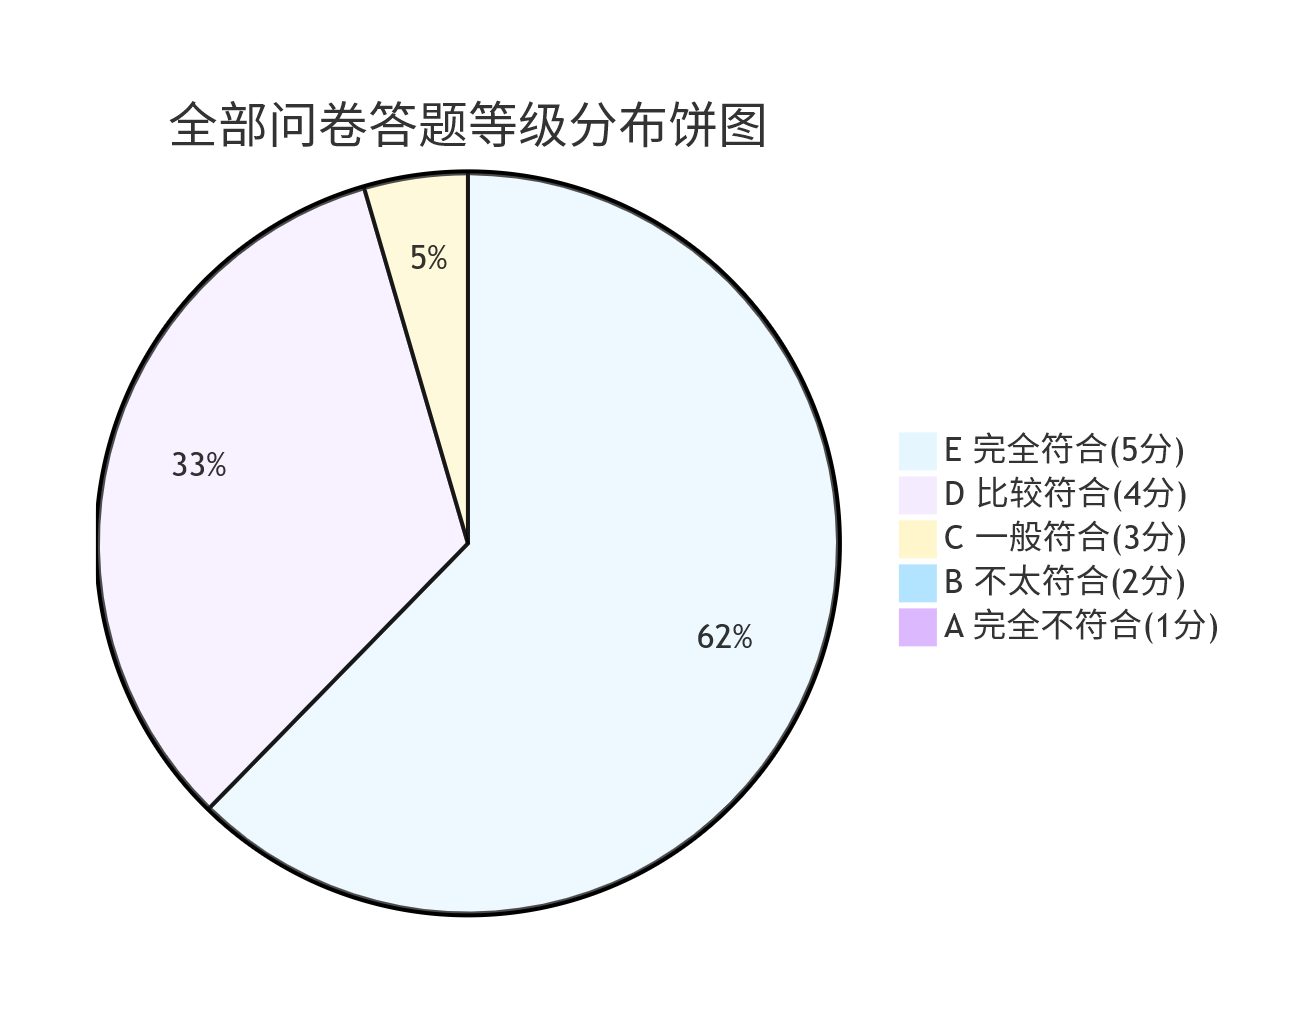 全部问卷答题等级分布饼图
5%
33%
62%
E 完全符合(5分)
D 比较符合(4分)
C 一般符合(3分)
B 不太符合(2分)
A 完全不符合(1分)